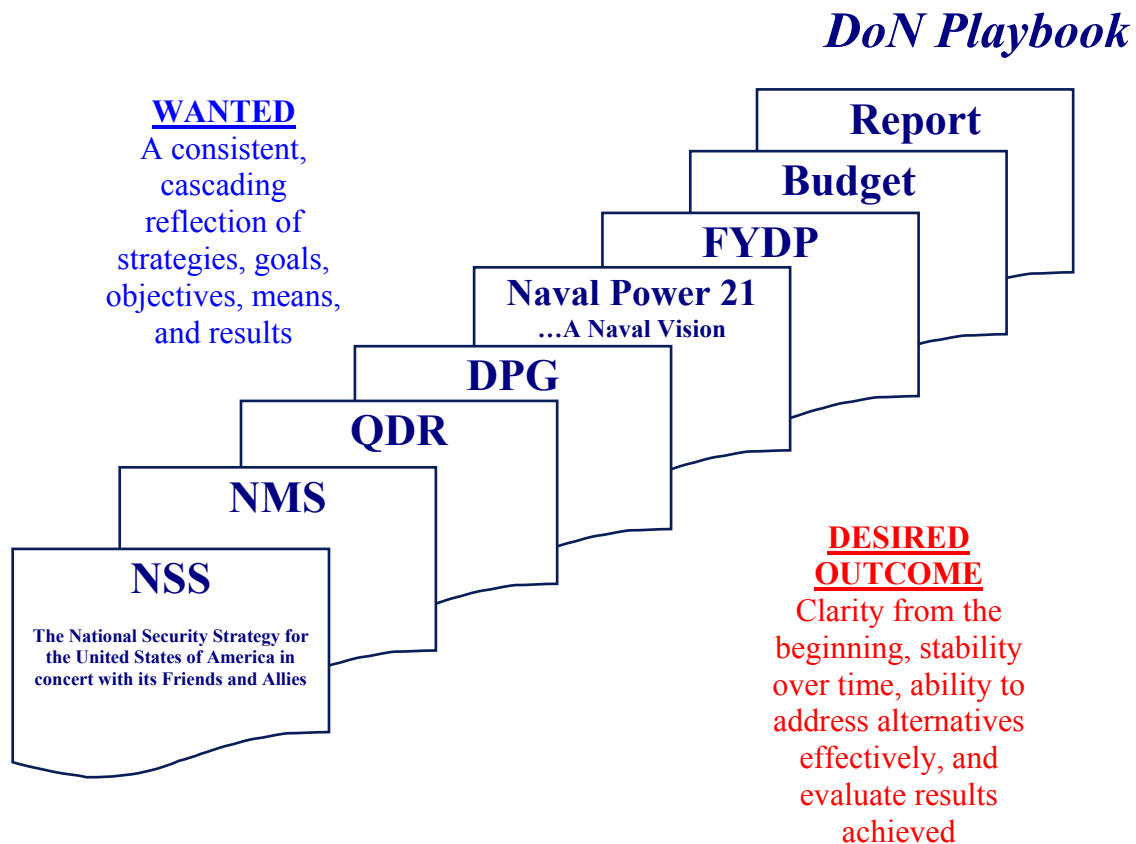 DoN Playbook
WANTED
A consistent,
cascading
reflection of
strategies, goals,
objectives, means,
and results
Report
Budget
FYDP
Naval Power 21
…A Naval Vision
DPG
QDR
NMS
NSS
The National Security Strategy for
the United States of America in
concert with its Friends and Allies
DESIRED
OUTCOME
Clarity from the
beginning, stability
over time, ability to
address alternatives
effectively, and
evaluate results
achieved